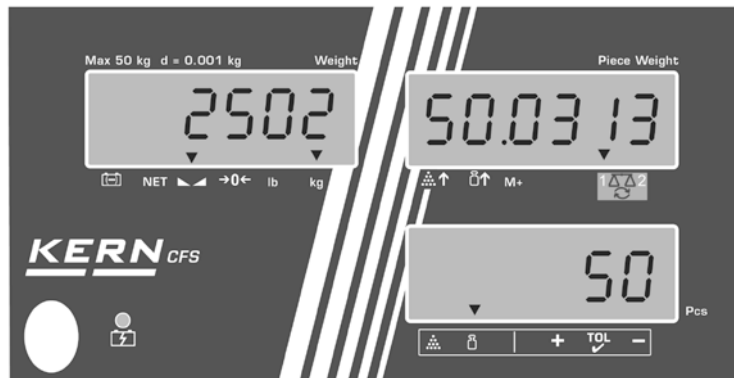 Max 50 kg d = 0.001 kg Weight
2502
NET →0← lb kg
Piece Weight
50.0313
M+ 1 2
KERN CFS
50
Pcs
+ TOL −